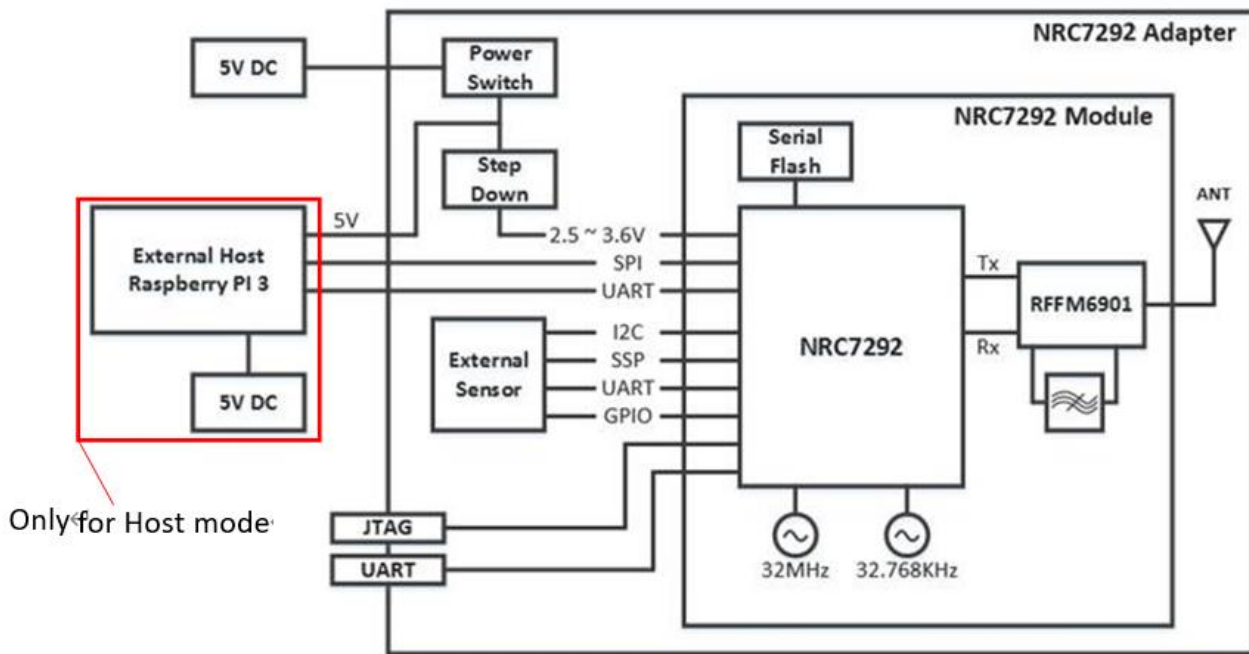 NRC7292 Adapter
5V DC
Power
Switch
NRC7292 Module
Serial
Flash
Step
Down
ANT
5V
2.5 ~ 3.6V
External Host
Raspberry PI 3
SPI
UART
Tx
RFFM6901
NRC7292
Rx
External
Sensor
I2C
SSP
UART
GPIO
5V DC
Only for Host mode
JTAG
UART
32MHz
32.768KHz